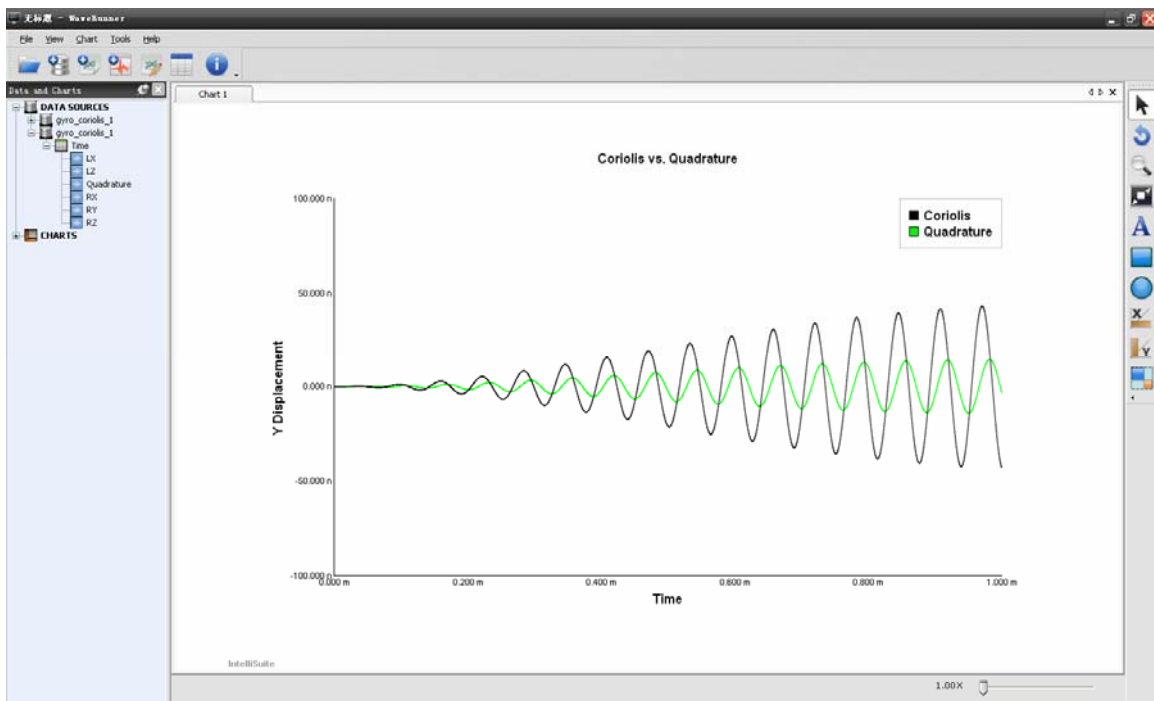 无标题 - WaveRunner
File View Chart Tools Help
Data and Charts
DATA SOURCES
gyro_coriolis_1
gyro_coriolis_1
Time
LX
LZ
Quadrature
RX
RY
RZ
CHARTS
Chart 1
Coriolis vs. Quadrature
Coriolis
Quadrature
100.000 n
50.000 n
0.000 n
-50.000 n
-100.000 n
Y Displacement
0.000 m 0.200 m 0.400 m 0.600 m 0.800 m 1.000 m
Time
IntelliSuite
1.00X
A
X
Y